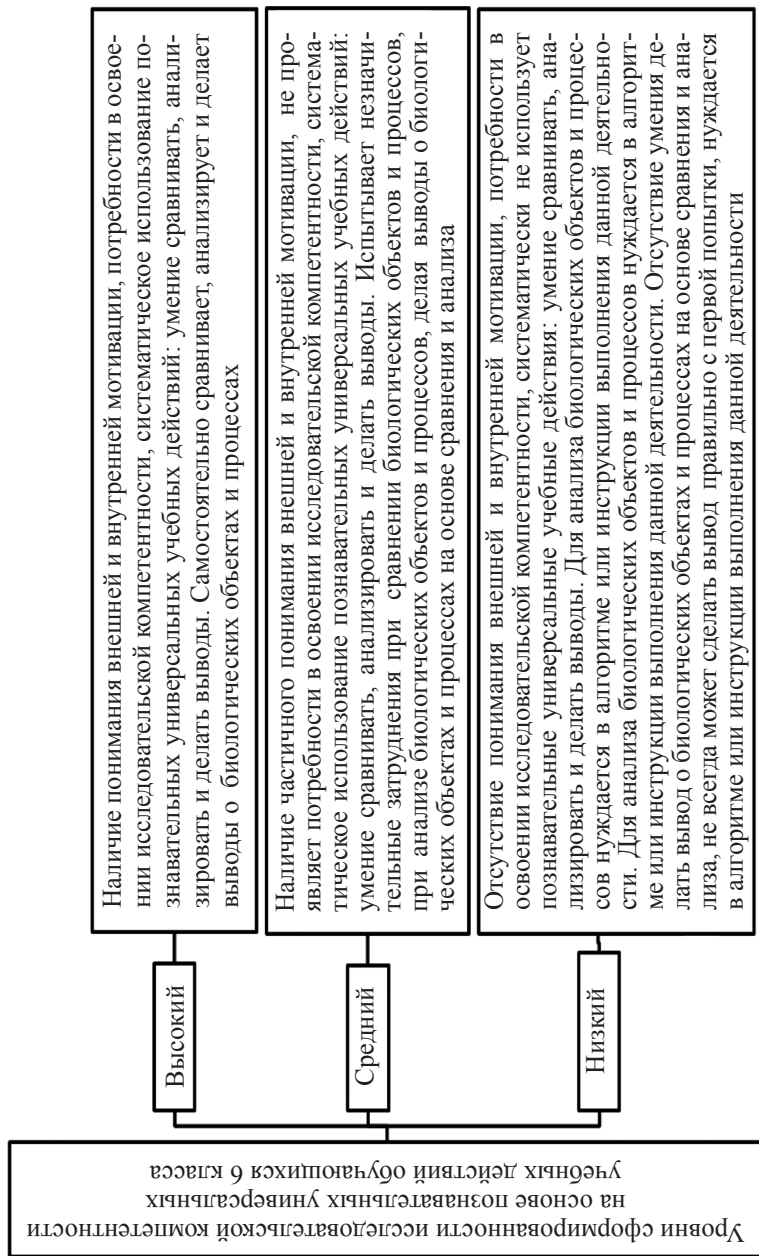 Уровни сформированности исследовательской компетентности
на основе познавательных универсальных
учебных действий обучающихся 6 класса
Высокий
Наличие понимания внешней и внутренней мотивации, потребности в освое-
нии исследовательской компетентности, систематическое использование по-
знавательных универсальных учебных действий: умение сравнивать, анали-
зировать и делать выводы. Самостоятельно сравнивает, анализирует и делает
выводы о биологических объектах и процессах
Средний
Наличие частичного понимания внешней и внутренней мотивации, не про-
являет потребности в освоении исследовательской компетентности, система-
тическое использование познавательных универсальных учебных действий:
умение сравнивать, анализировать и делать выводы. Испытывает незначи-
тельные затруднения при сравнении биологических объектов и процессов,
при анализе биологических объектов и процессов, делая выводы о биологи-
ческих объектах и процессах на основе сравнения и анализа
Низкий
Отсутствие понимания внешней и внутренней мотивации, потребности в
освоении исследовательской компетентности, систематически не использует
познавательные универсальные учебные действия: умение сравнивать, ана-
лизировать и делать выводы. Для анализа биологических объектов и процес-
сов нуждается в алгоритме или инструкции выполнения данной деятельно-
сти. Для анализа биологических объектов и процессов нуждается в алгорит-
ме или инструкции выполнения данной деятельности. Отсутствие умения де-
лать вывод о биологических объектах и процессах на основе сравнения и ана-
лиза, не всегда может сделать вывод правильно с первой попытки, нуждается
в алгоритме или инструкции выполнения данной деятельности